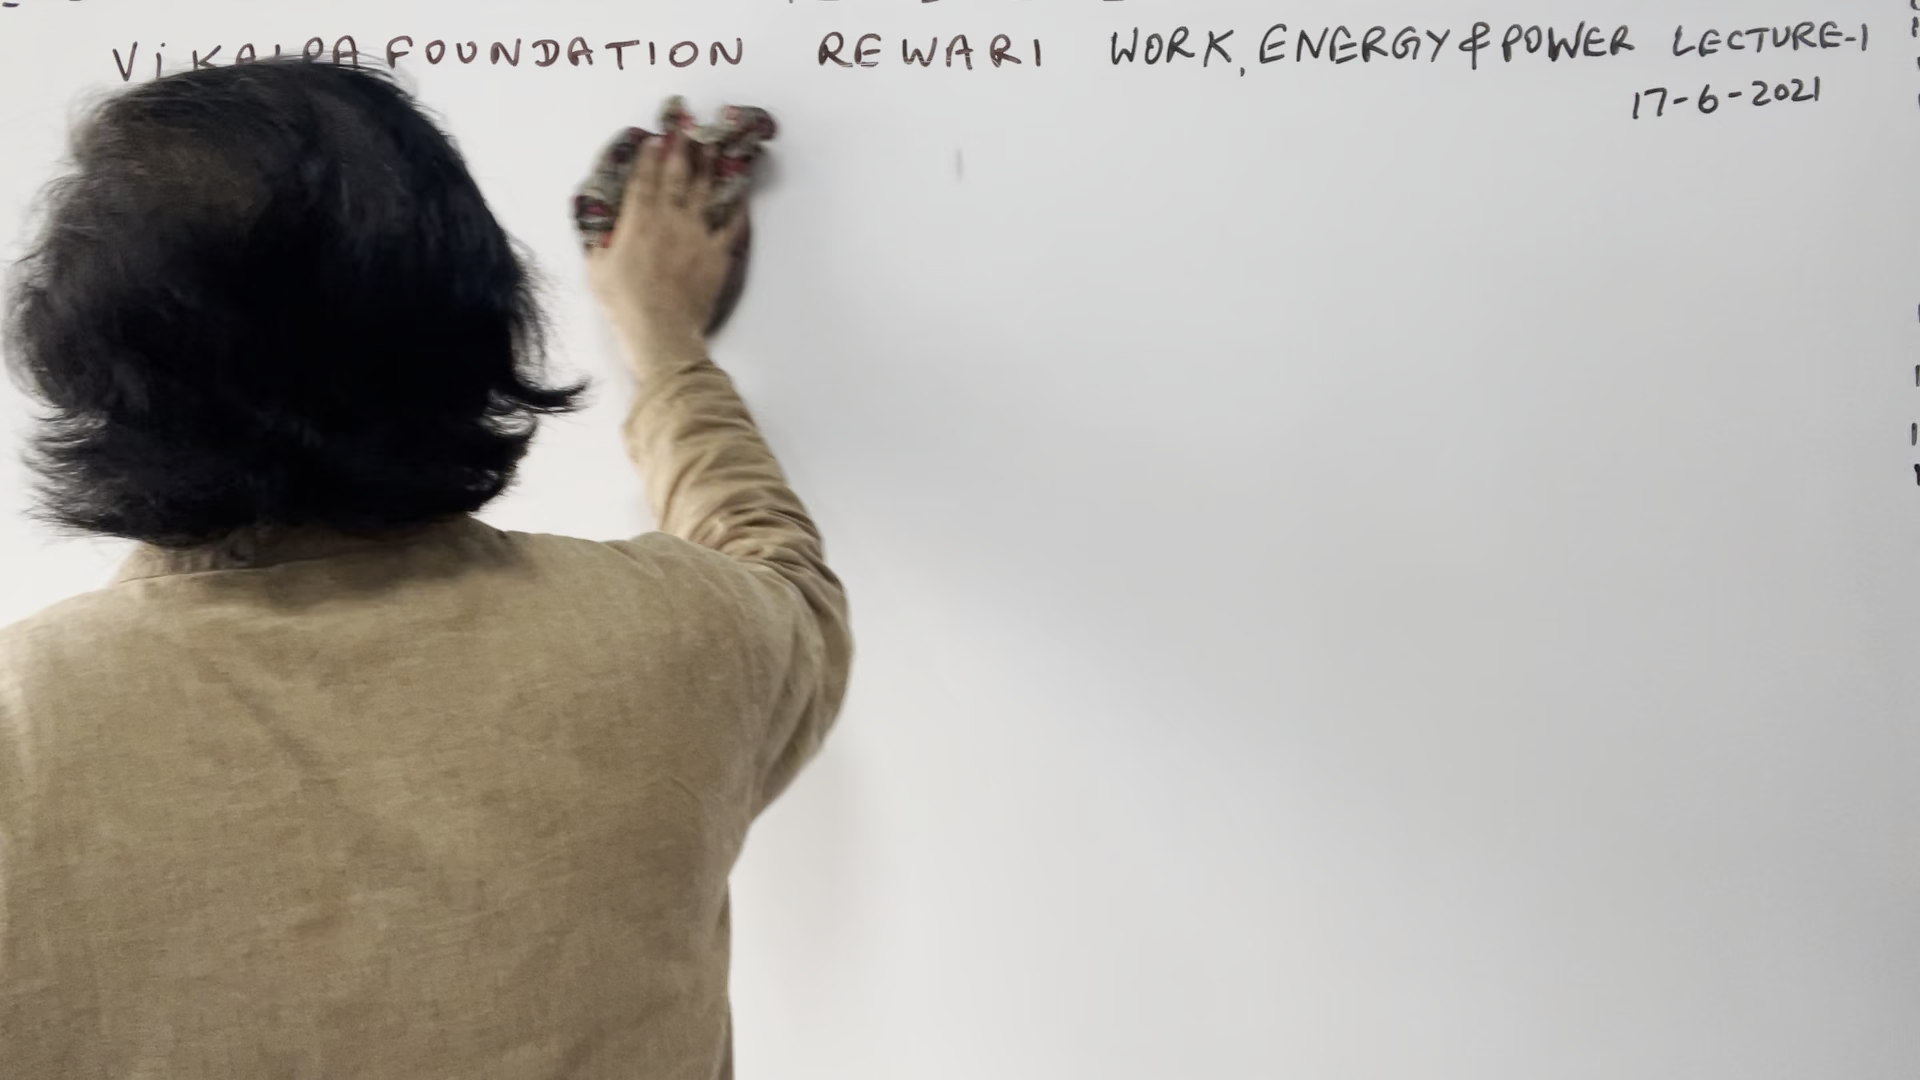 ViKALPA FOUNDATION REWARI WORK, ENERGY & POWER LECTURE-1
17-6-2021